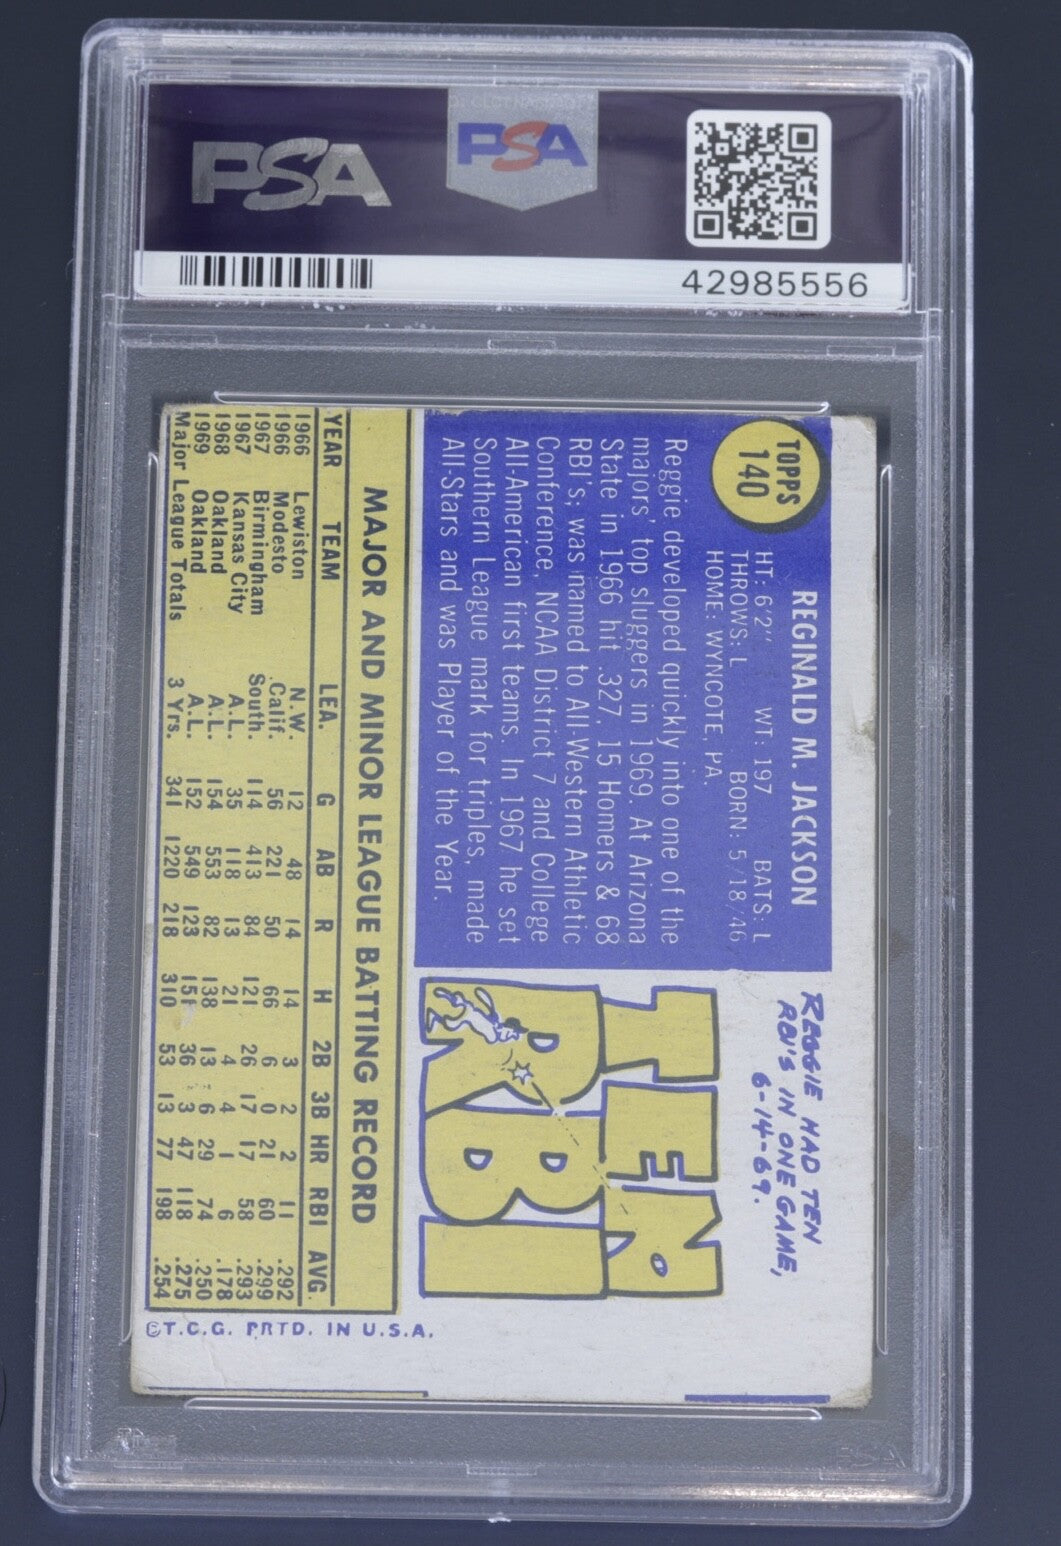 PSA
PSA
42985556
TOPPS
140
REGINALD M. JACKSON
HT: 6'2" WT: 197 BATS: L
THROWS: L BORN: 5/18/46
HOME: WYNCOTE, PA.
Reggie developed quickly into one of the
majors' top sluggers in 1969. At Arizona
State in 1966 hit .327, 15 Homers & 68
RBI's; was named to All-Western Athletic
Conference, NCAA District 7 and College
All-American first teams. In 1967 he set
Southern League mark for triples, made
All-Stars and was Player of the Year.
REGGIE HAD TEN
RBI'S IN ONE GAME,
6-14-69.
TEN
RBI
MAJOR AND MINOR LEAGUE BATTING RECORD
YEAR TEAM LEA. G AB R H 2B 3B HR RBI AVG.
1966 Lewiston N.W. 12 48 14 14 3 2 2 11 .292
1966 Modesto Calif. 56 221 50 66 6 0 21 60 .299
1967 Birmingham South. 114 413 84 121 26 17 17 58 .293
1967 Kansas City A.L. 35 118 13 21 4 4 1 6 .178
1968 Oakland A.L. 154 553 82 138 13 6 29 74 .250
1969 Oakland A.L. 152 549 123 151 36 3 47 118 .275
Major League Totals 3 Yrs. 341 1220 218 310 53 13 77 198 .254
©T.C.G. PRTD. IN U.S.A.
PSA